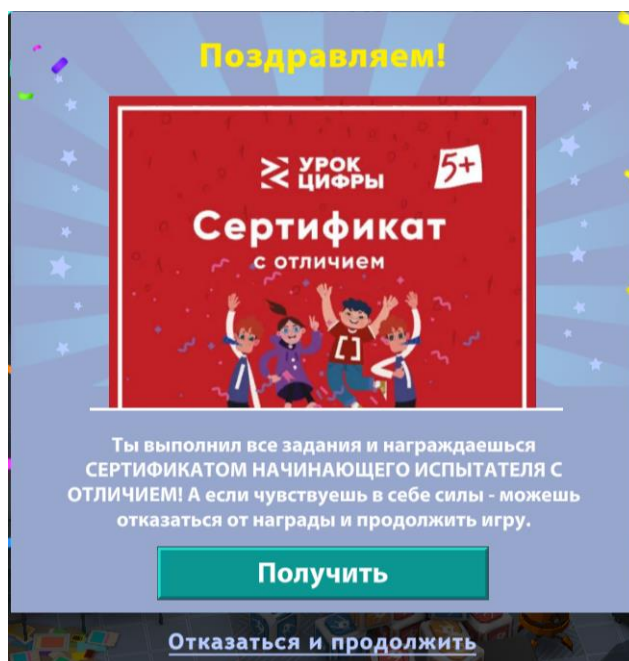 Поздравляем!
УРОК
ЦИФРЫ
5+
Сертификат
с отличием
Ты выполнил все задания и награждаешься
СЕРТИФИКАТОМ НАЧИНАЮЩЕГО ИСПЫТАТЕЛЯ С
ОТЛИЧИЕМ! А если чувствуешь в себе силы - можешь
отказаться от награды и продолжить игру.
Получить
Отказаться и продолжить